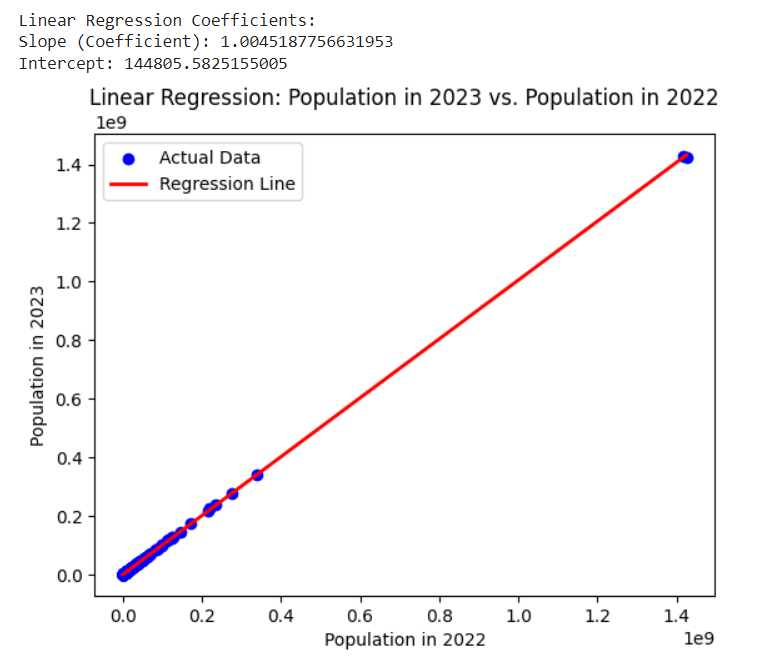 Linear Regression Coefficients:
Slope (Coefficient): 1.0045187756631953
Intercept: 144805.5825155005
Linear Regression: Population in 2023 vs. Population in 2022
1e9
Actual Data
Regression Line
1.4
1.2
1.0
0.8
0.6
0.4
0.2
0.0
Population in 2023
0.0 0.2 0.4 0.6 0.8 1.0 1.2 1.4
Population in 2022
1e9